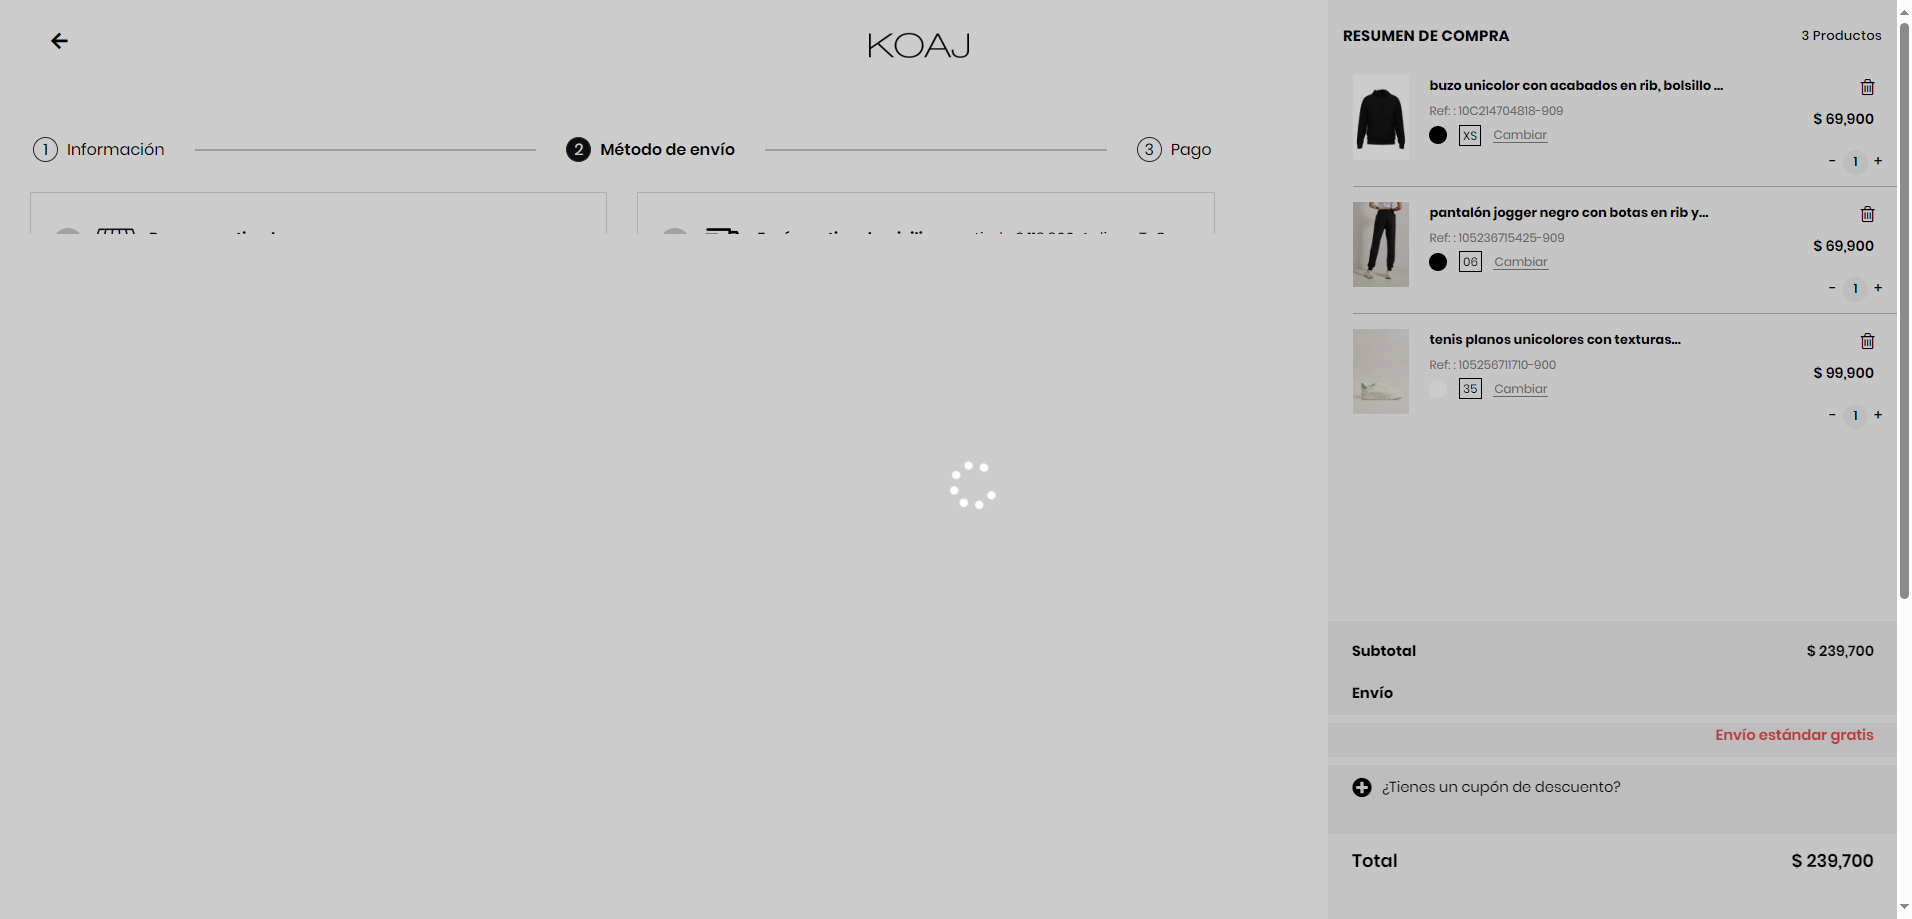 KOAJ
1 Información
2 Método de envío
3 Pago
RESUMEN DE COMPRA
3 Productos
buzo unicolor con acabados en rib, bolsillo ...
Ref: : 10C214704818-909
$ 69,900
XS Cambiar
- 1 +
pantalón jogger negro con botas en rib y...
Ref: : 105236715425-909
$ 69,900
06 Cambiar
- 1 +
tenis planos unicolores con texturas...
Ref: : 105256711710-900
$ 99,900
35 Cambiar
- 1 +
Subtotal $ 239,700
Envío
Envío estándar gratis
¿Tienes un cupón de descuento?
Total $ 239,700